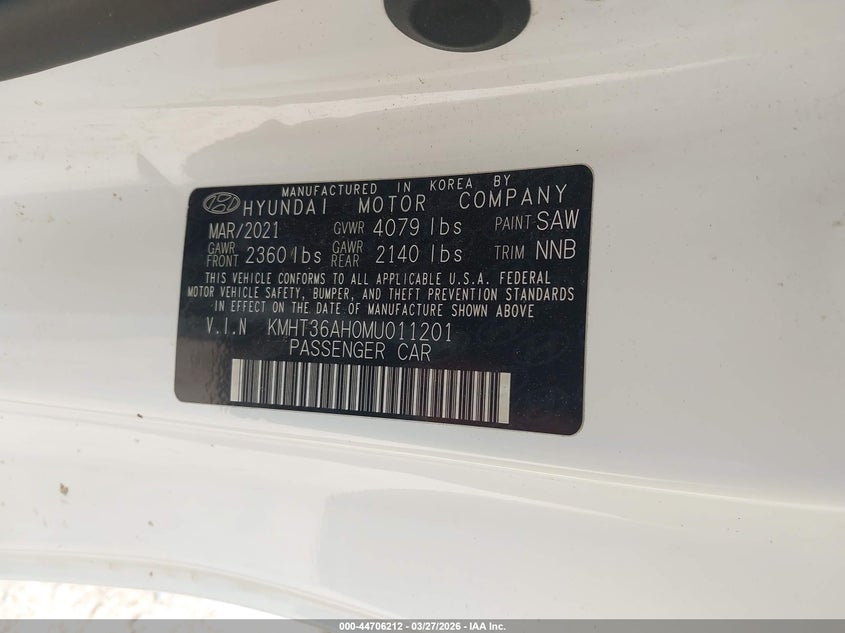 MANUFACTURED IN KOREA BY
HYUNDAI MOTOR COMPANY
MAR/2021 GVWR 4079 lbs PAINT SAW
GAWR FRONT 2360 lbs GAWR REAR 2140 lbs TRIM NNB
THIS VEHICLE CONFORMS TO ALL APPLICABLE U.S.A. FEDERAL
MOTOR VEHICLE SAFETY, BUMPER, AND THEFT PREVENTION STANDARDS
IN EFFECT ON THE DATE OF MANUFACTURE SHOWN ABOVE
V.I.N KMHT36AH0MU011201
PASSENGER CAR
000-44706212 - 03/27/2026 - IAA Inc.